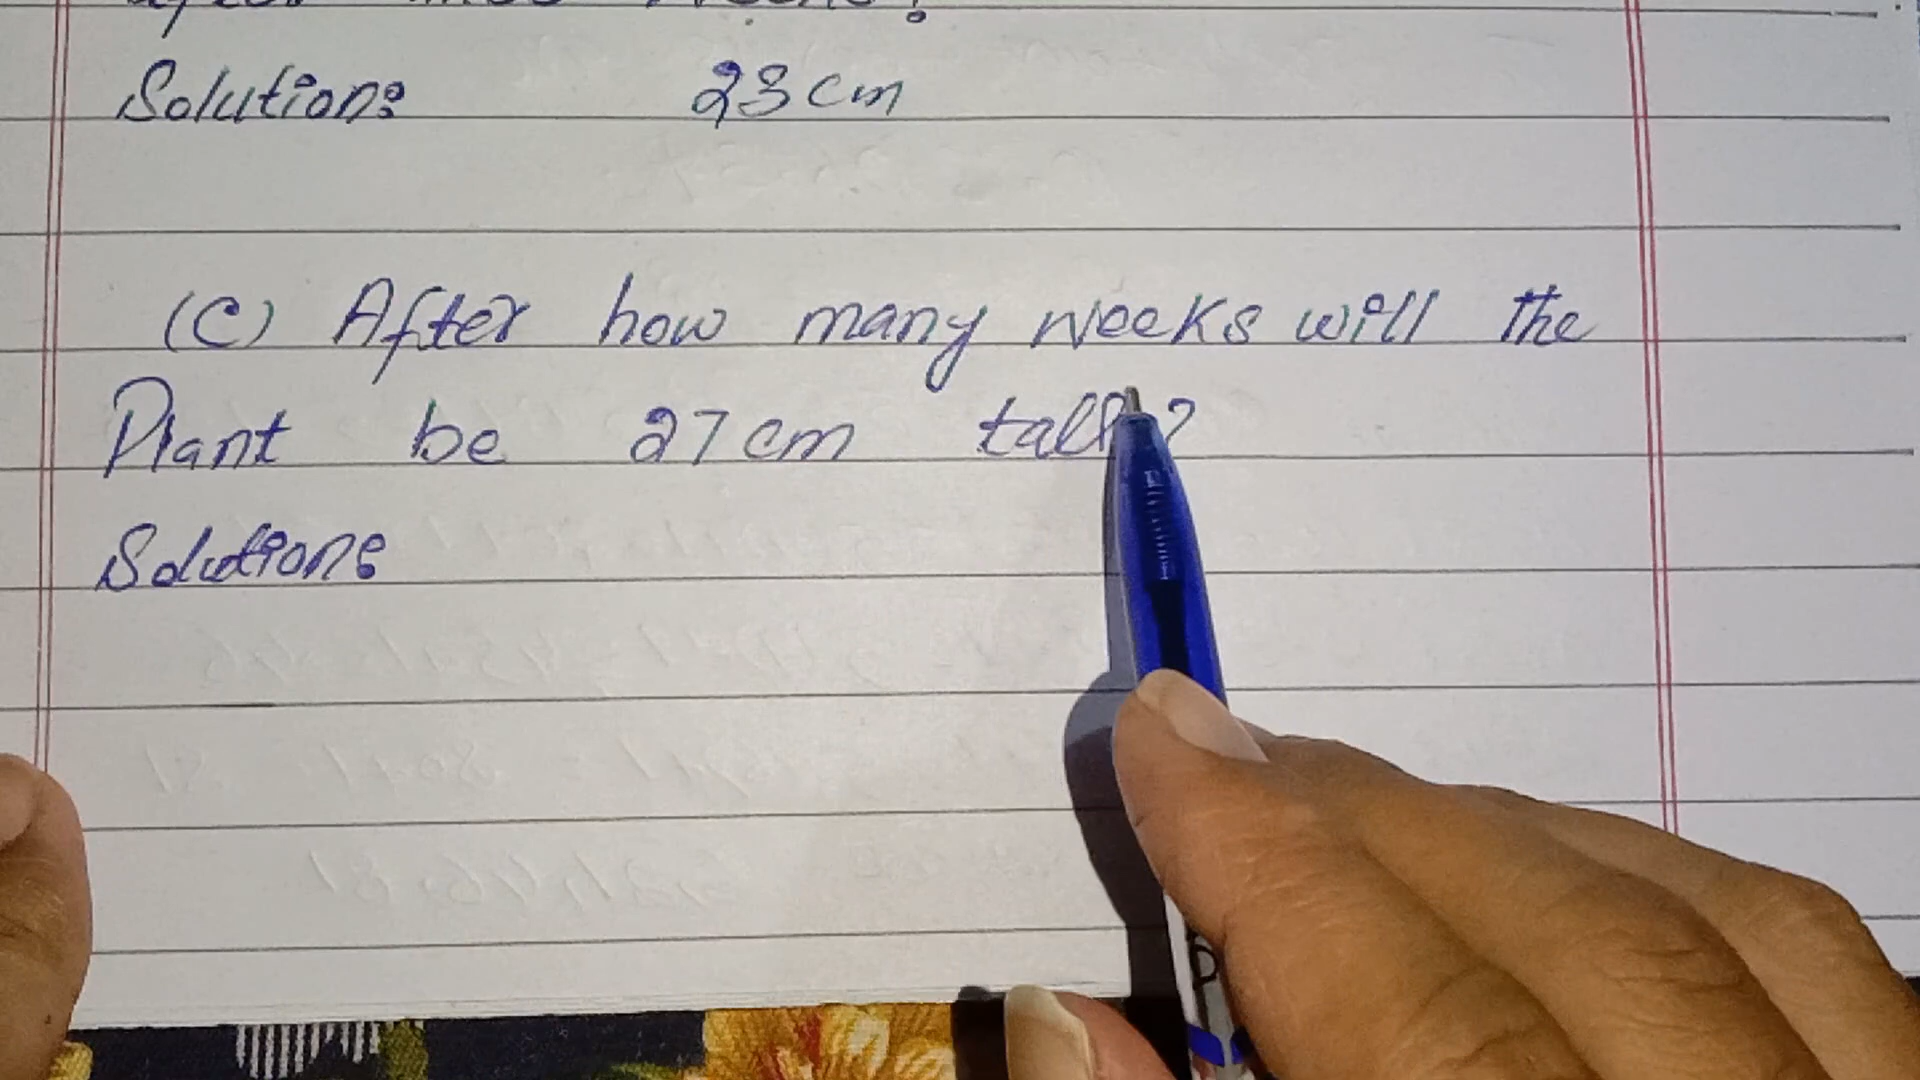 Solution: 23 cm
(C) After how many weeks will the
Plant be 27 cm tall?
Solution: